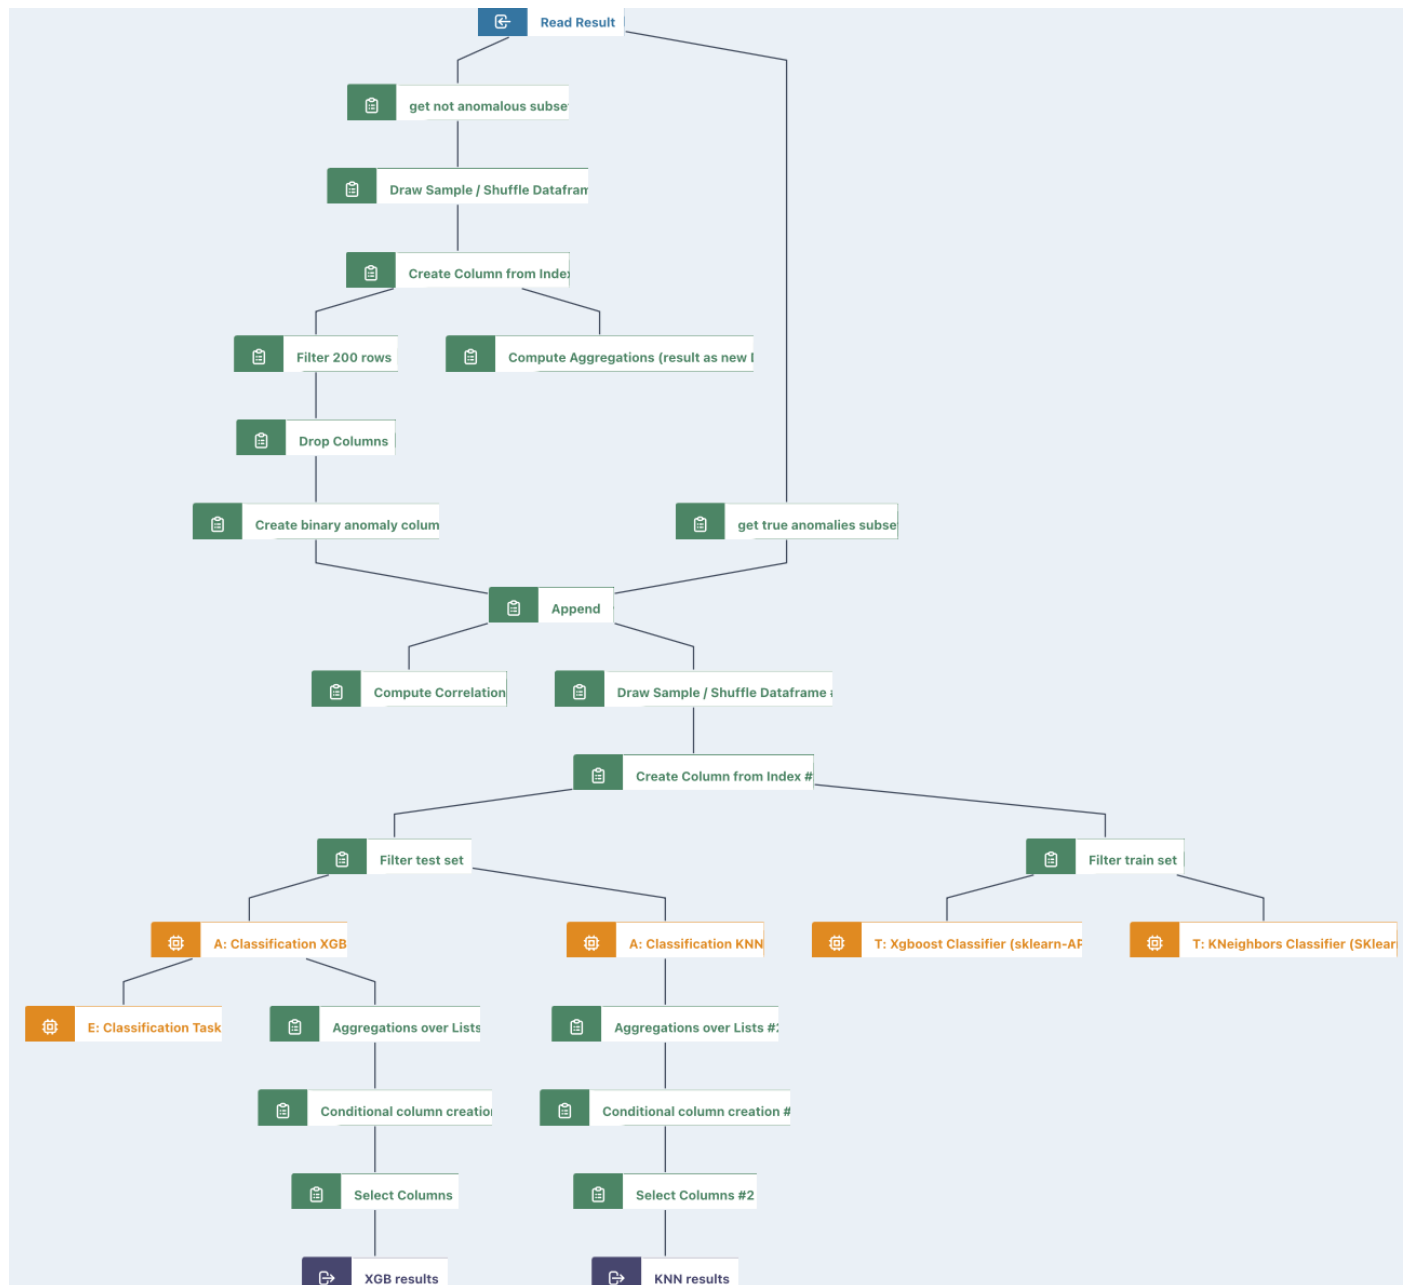 Read Result
get not anomalous subse
Draw Sample / Shuffle Datafram
Create Column from Index
Filter 200 rows
Compute Aggregations (result as new
Drop Columns
Create binary anomaly colum
get true anomalies subse
Append
Compute Correlation
Draw Sample / Shuffle Dataframe #
Create Column from Index #
Filter test set
Filter train set
A: Classification XGB
A: Classification KNN
T: Xgboost Classifier (sklearn-AP
T: KNeighbors Classifier (SKlear
E: Classification Task
Aggregations over Lists
Aggregations over Lists #2
Conditional column creation
Conditional column creation #
Select Columns
Select Columns #2
XGB results
KNN results